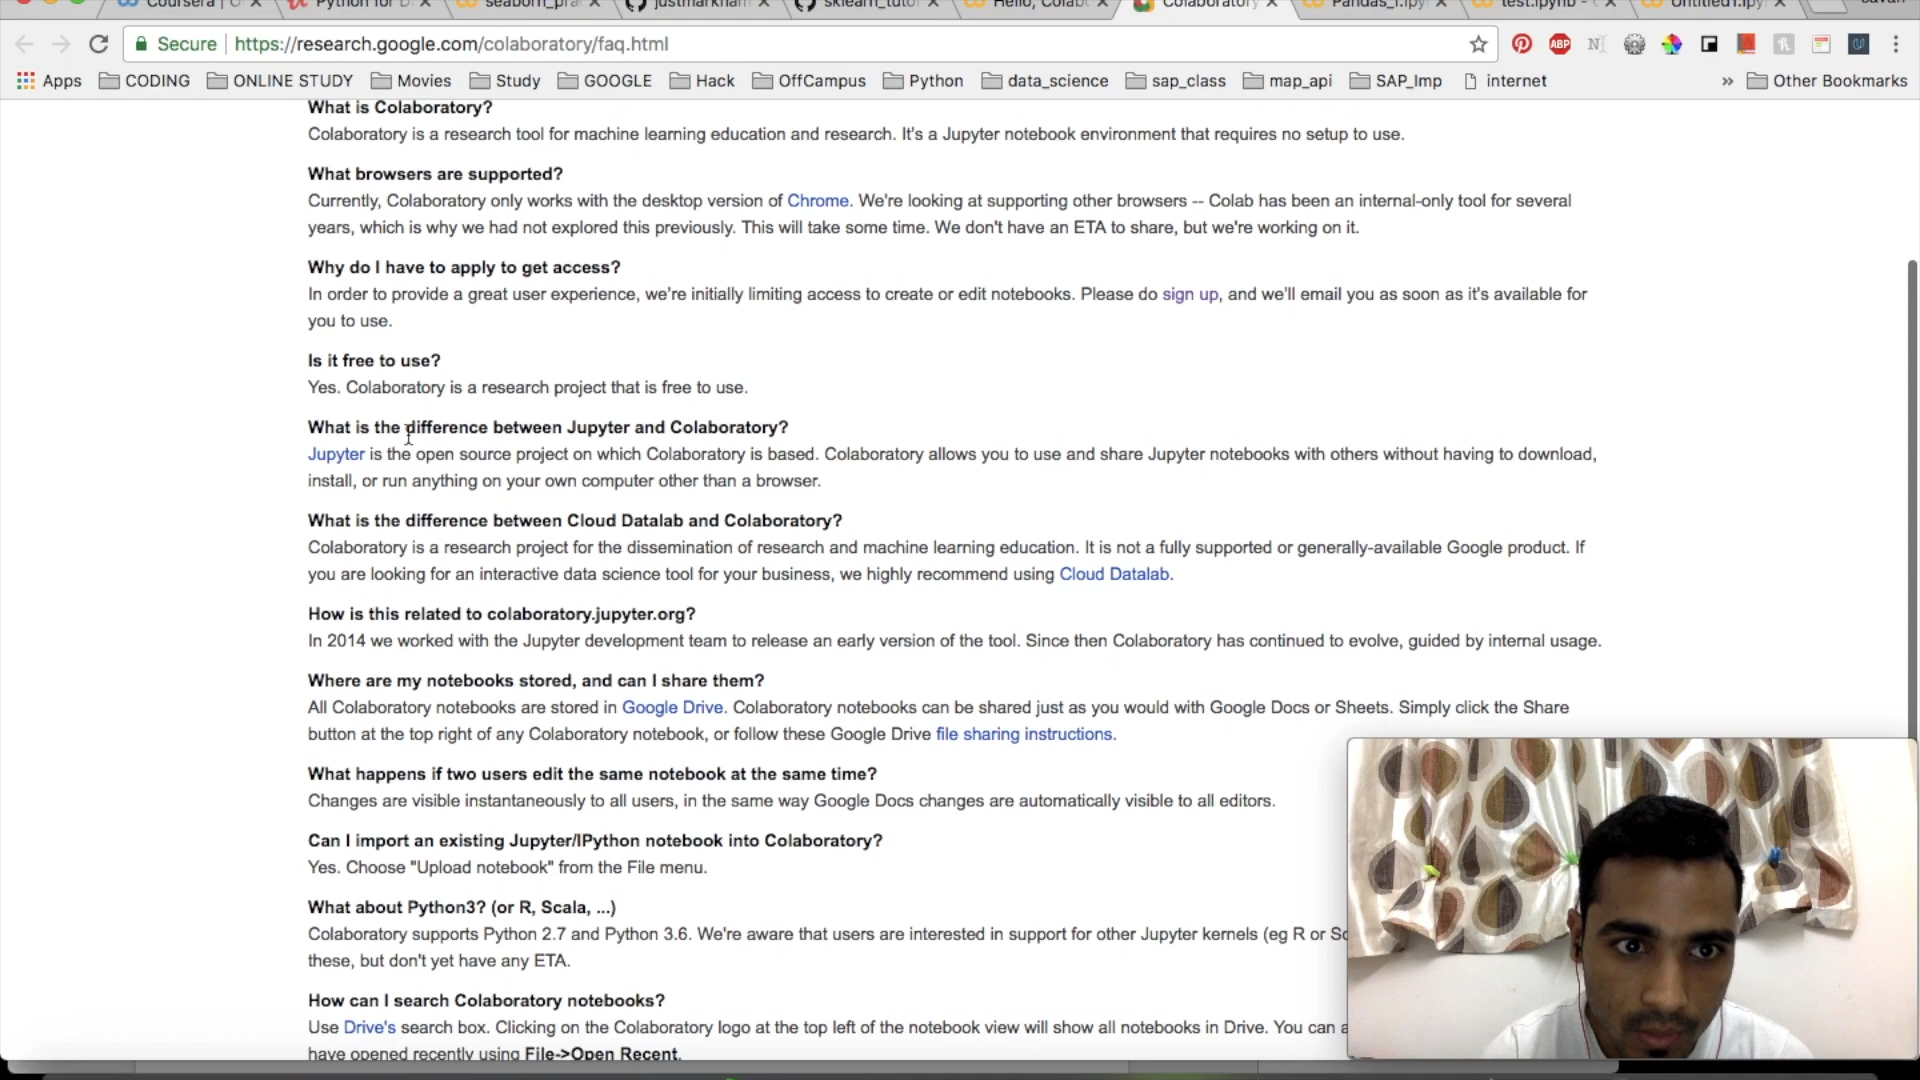 Coursera | O
Python for D
seaborn_pra
justmarkham
sklearn_tuto
Hello, Colab
Colaboratory
Pandas_1.ipy
test.ipynb - 
Untitled1.ipy
Secure https://research.google.com/colaboratory/faq.html
ABP
Apps CODING ONLINE STUDY Movies Study GOOGLE Hack OffCampus Python data_science sap_class map_api SAP_Imp internet » Other Bookmarks
What is Colaboratory?
Colaboratory is a research tool for machine learning education and research. It's a Jupyter notebook environment that requires no setup to use.
What browsers are supported?
Currently, Colaboratory only works with the desktop version of Chrome. We're looking at supporting other browsers -- Colab has been an internal-only tool for several
years, which is why we had not explored this previously. This will take some time. We don't have an ETA to share, but we're working on it.
Why do I have to apply to get access?
In order to provide a great user experience, we're initially limiting access to create or edit notebooks. Please do sign up, and we'll email you as soon as it's available for
you to use.
Is it free to use?
Yes. Colaboratory is a research project that is free to use.
What is the difference between Jupyter and Colaboratory?
Jupyter is the open source project on which Colaboratory is based. Colaboratory allows you to use and share Jupyter notebooks with others without having to download,
install, or run anything on your own computer other than a browser.
What is the difference between Cloud Datalab and Colaboratory?
Colaboratory is a research project for the dissemination of research and machine learning education. It is not a fully supported or generally-available Google product. If
you are looking for an interactive data science tool for your business, we highly recommend using Cloud Datalab.
How is this related to colaboratory.jupyter.org?
In 2014 we worked with the Jupyter development team to release an early version of the tool. Since then Colaboratory has continued to evolve, guided by internal usage.
Where are my notebooks stored, and can I share them?
All Colaboratory notebooks are stored in Google Drive. Colaboratory notebooks can be shared just as you would with Google Docs or Sheets. Simply click the Share
button at the top right of any Colaboratory notebook, or follow these Google Drive file sharing instructions.
What happens if two users edit the same notebook at the same time?
Changes are visible instantaneously to all users, in the same way Google Docs changes are automatically visible to all editors.
Can I import an existing Jupyter/IPython notebook into Colaboratory?
Yes. Choose "Upload notebook" from the File menu.
What about Python3? (or R, Scala, ...)
Colaboratory supports Python 2.7 and Python 3.6. We're aware that users are interested in support for other Jupyter kernels (eg R or Sc
these, but don't yet have any ETA.
How can I search Colaboratory notebooks?
Use Drive's search box. Clicking on the Colaboratory logo at the top left of the notebook view will show all notebooks in Drive. You can a
have opened recently using File->Open Recent.